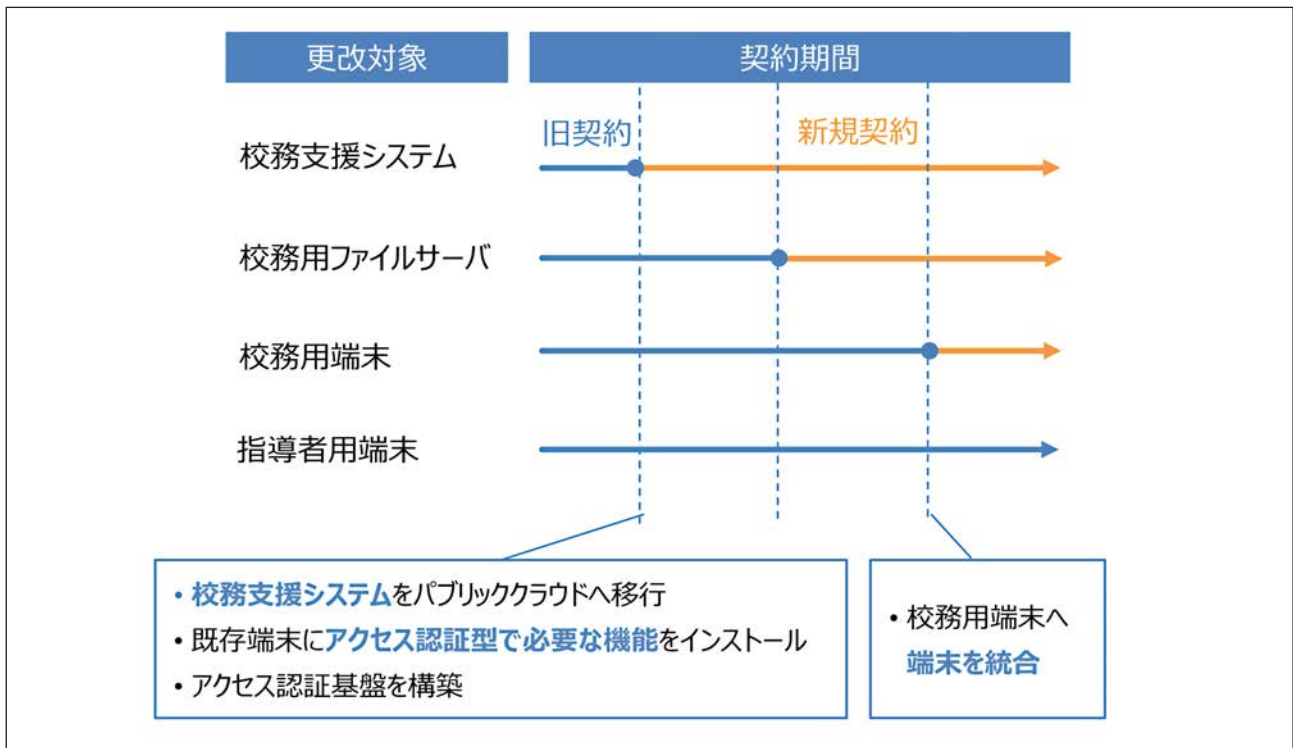 更改対象
契約期間
旧契約
新規契約
校務支援システム
校務用ファイルサーバ
校務用端末
指導者用端末
• 校務支援システムをパブリッククラウドへ移行
• 既存端末にアクセス認証型で必要な機能をインストール
• アクセス認証基盤を構築
• 校務用端末へ
端末を統合